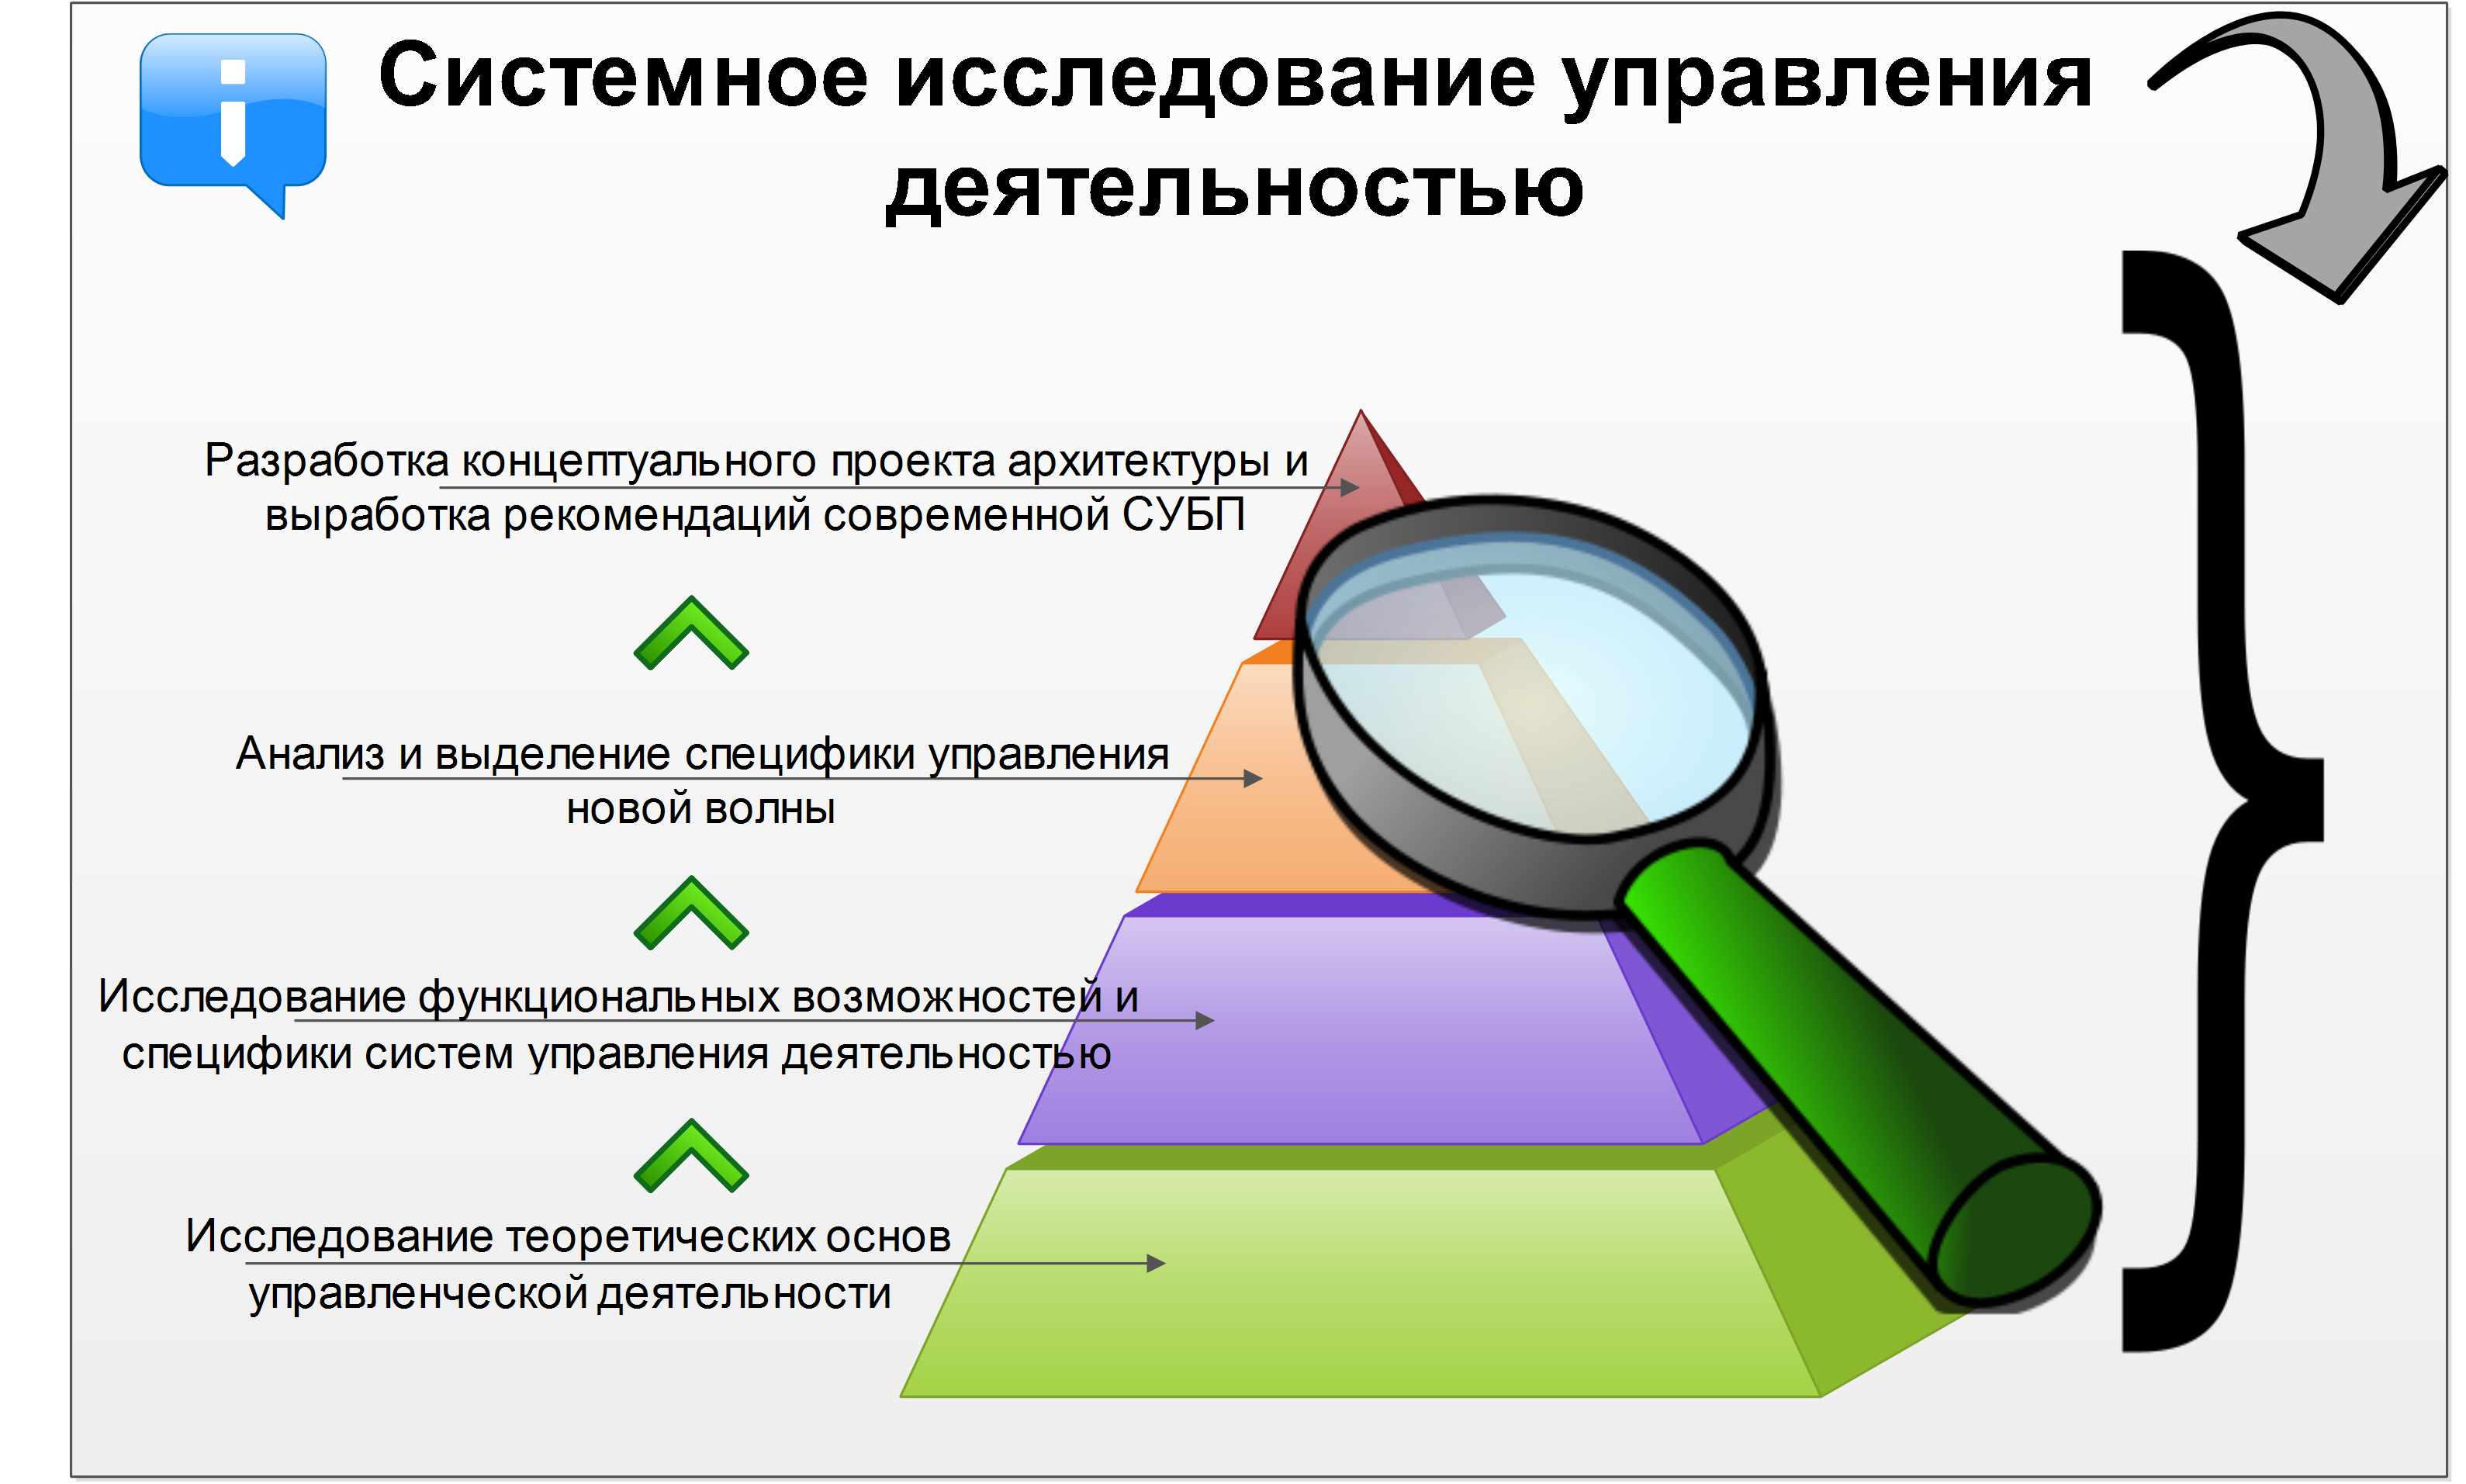 Системное исследование управления
деятельностью
Разработка концептуального проекта архитектуры и
выработка рекомендаций современной СУБП
Анализ и выделение специфики управления
новой волны
Исследование функциональных возможностей и
специфики систем управления деятельностью
Исследование теоретических основ
управленческой деятельности